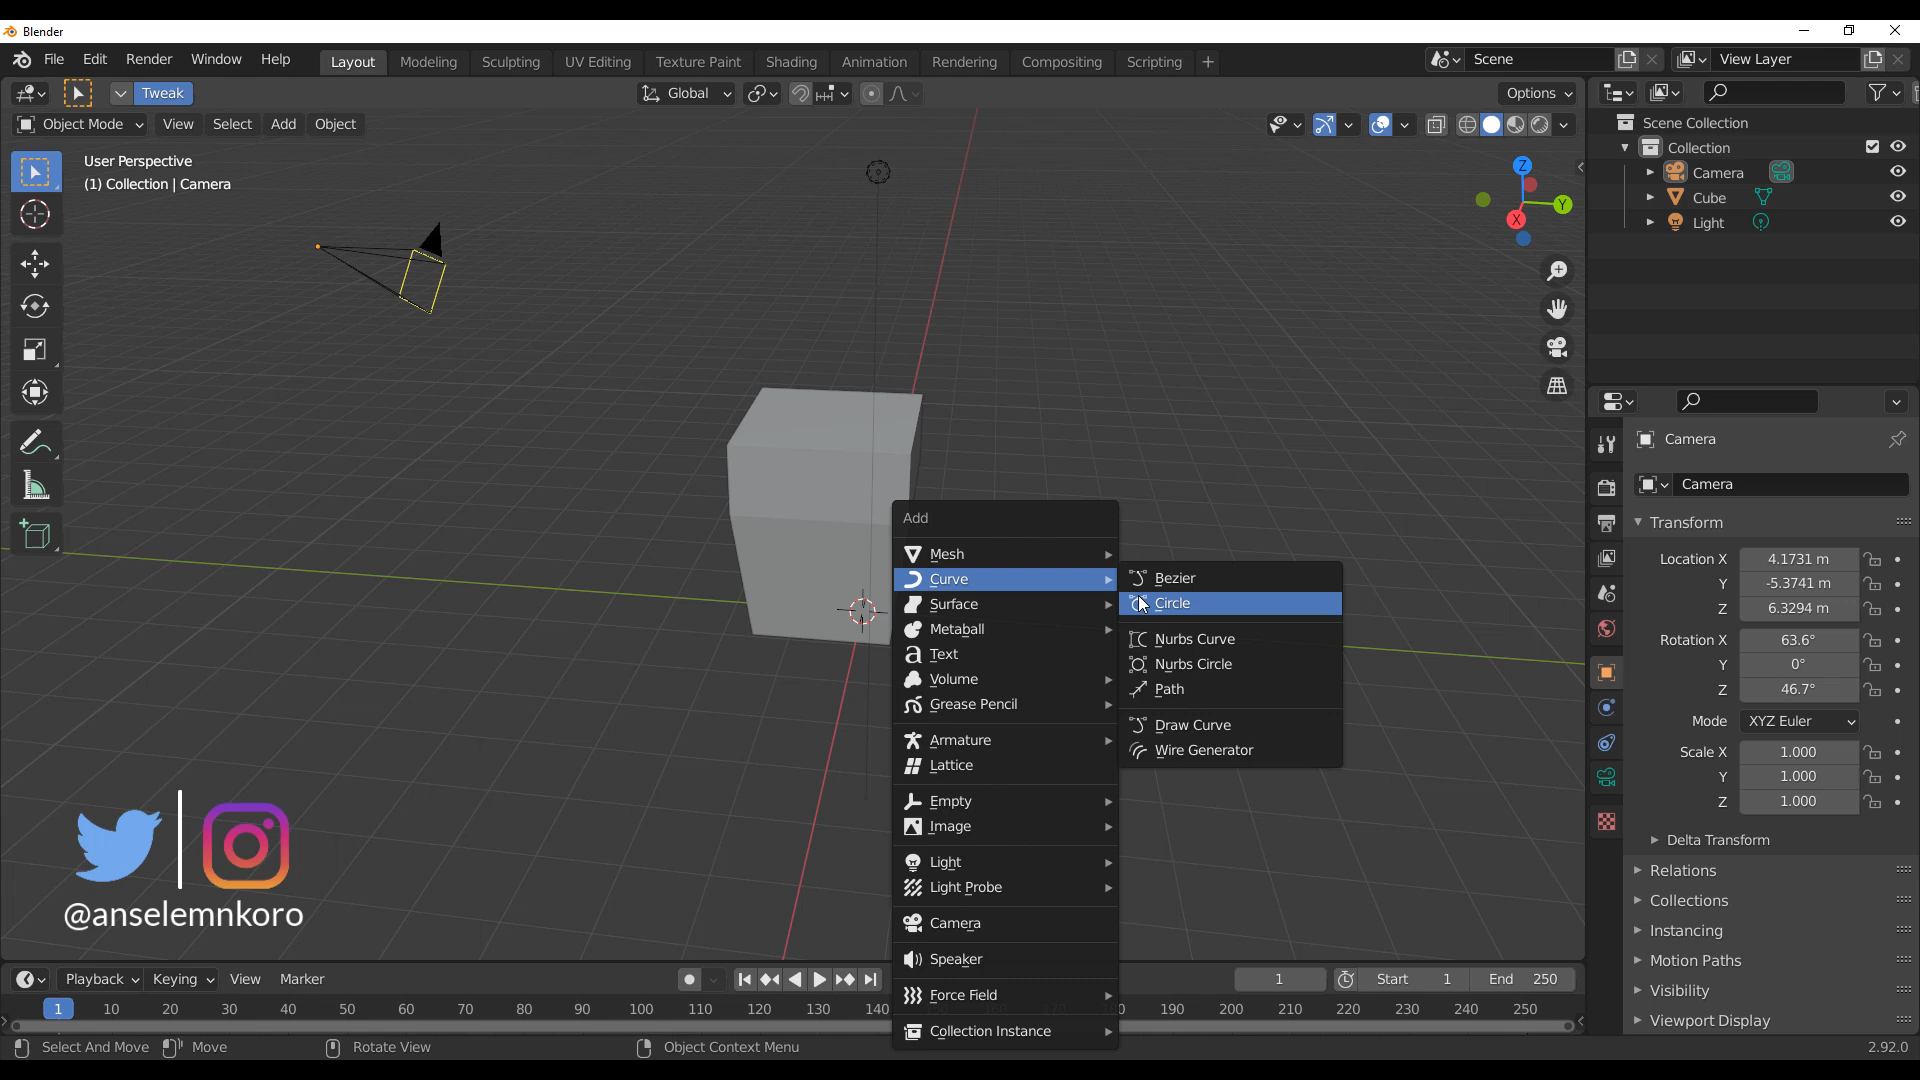 Blender
File Edit Render Window Help Layout Modeling Sculpting UV Editing Texture Paint Shading Animation Rendering Compositing Scripting + Scene View Layer
Tweak Global Options
Object Mode View Select Add Object
User Perspective
(1) Collection | Camera
Z
Y
X
Scene Collection
Collection
Camera
Cube
Light
Add
Mesh
Curve
Surface
Metaball
Text
Volume
Grease Pencil
Armature
Lattice
Empty
Image
Light
Light Probe
Camera
Speaker
Force Field
Collection Instance
Bezier
Circle
Nurbs Curve
Nurbs Circle
Path
Draw Curve
Wire Generator
Camera
Camera
Transform
Location X 4.1731 m
Y -5.3741 m
Z 6.3294 m
Rotation X 63.6°
Y 0°
Z 46.7°
Mode XYZ Euler
Scale X 1.000
Y 1.000
Z 1.000
Delta Transform
Relations
Collections
Instancing
Motion Paths
Visibility
Viewport Display
@anselemnkoro
Playback Keying View Marker 1 Start 1 End 250
1 10 20 30 40 50 60 70 80 90 100 110 120 130 140 190 200 210 220 230 240 250
Select And Move Move Rotate View Object Context Menu 2.92.0